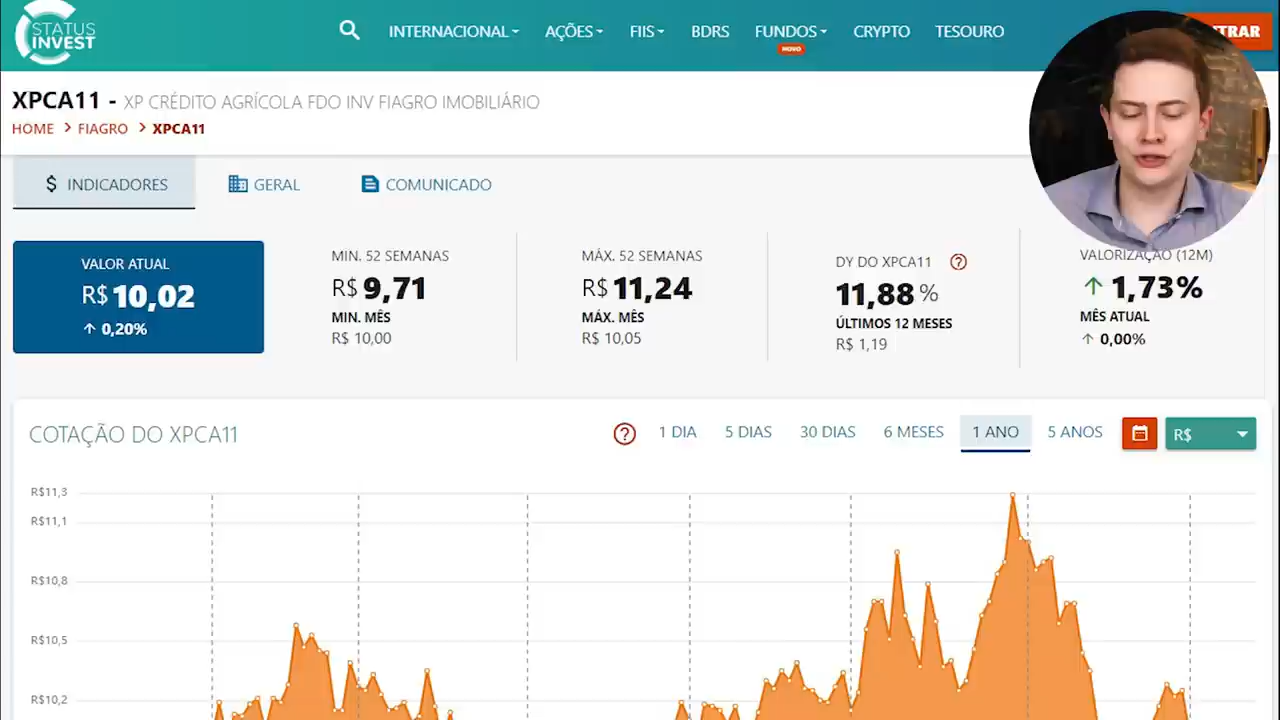 STATUS
INVEST
INTERNACIONAL AÇÕES FIIS BDRS FUNDOS CRYPTO TESOURO
NOVO
TRAR
XPCA11 - XP CRÉDITO AGRÍCOLA FDO INV FIAGRO IMOBILIÁRIO
HOME > FIAGRO > XPCA11
$ INDICADORES GERAL COMUNICADO
VALOR ATUAL
R$ 10,02
↑ 0,20%
MIN. 52 SEMANAS
R$ 9,71
MIN. MÊS
R$ 10,00
MÁX. 52 SEMANAS
R$ 11,24
MÁX. MÊS
R$ 10,05
DY DO XPCA11 ?
11,88 %
ÚLTIMOS 12 MESES
R$ 1,19
VALORIZAÇÃO (12M)
↑ 1,73%
MÊS ATUAL
↑ 0,00%
COTAÇÃO DO XPCA11 ? 1 DIA 5 DIAS 30 DIAS 6 MESES 1 ANO 5 ANOS R$
R$11,3
R$11,1
R$10,8
R$10,5
R$10,2